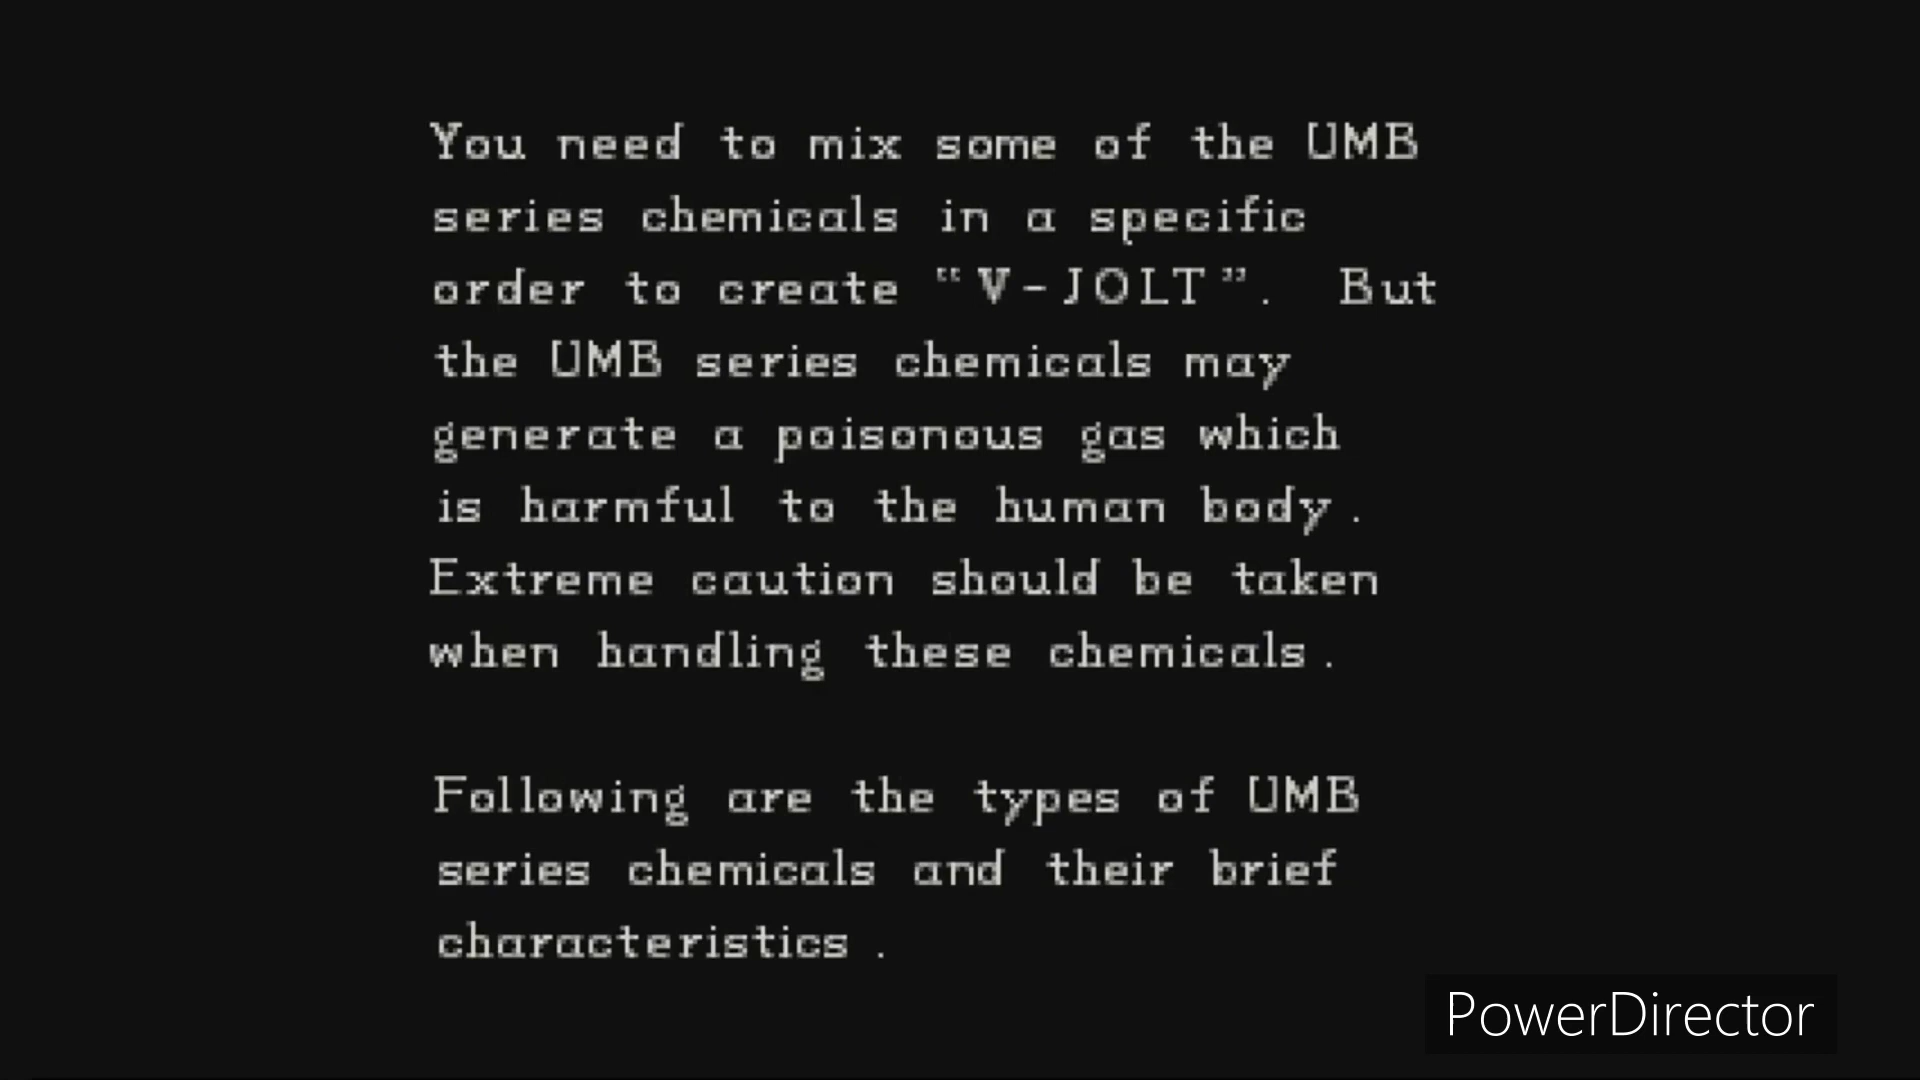 You need to mix some of the UMB
series chemicals in a specific
order to create "V-JOLT". But
the UMB series chemicals may
generate a poisonous gas which
is harmful to the human body.
Extreme caution should be taken
when handling these chemicals.
Following are the types of UMB
series chemicals and their brief
characteristics.
PowerDirector